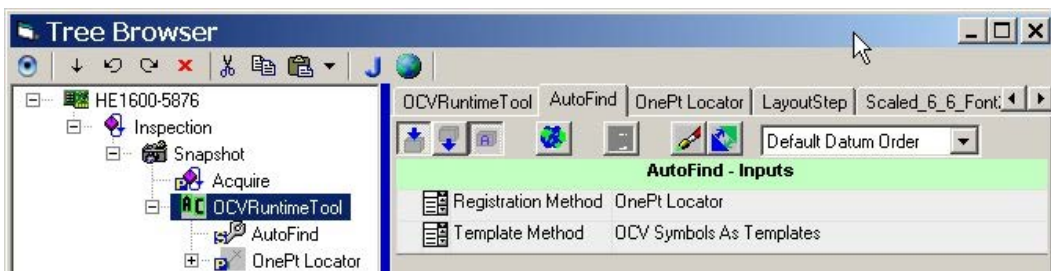 Tree Browser
OCVRuntimeTool AutoFind OnePt Locator LayoutStep Scaled_6_6_Font
Default Datum Order
AutoFind - Inputs
Registration Method OnePt Locator
Template Method OCV Symbols As Templates
HE1600-5876
Inspection
Snapshot
Acquire
OCVRuntimeTool
AutoFind
OnePt Locator